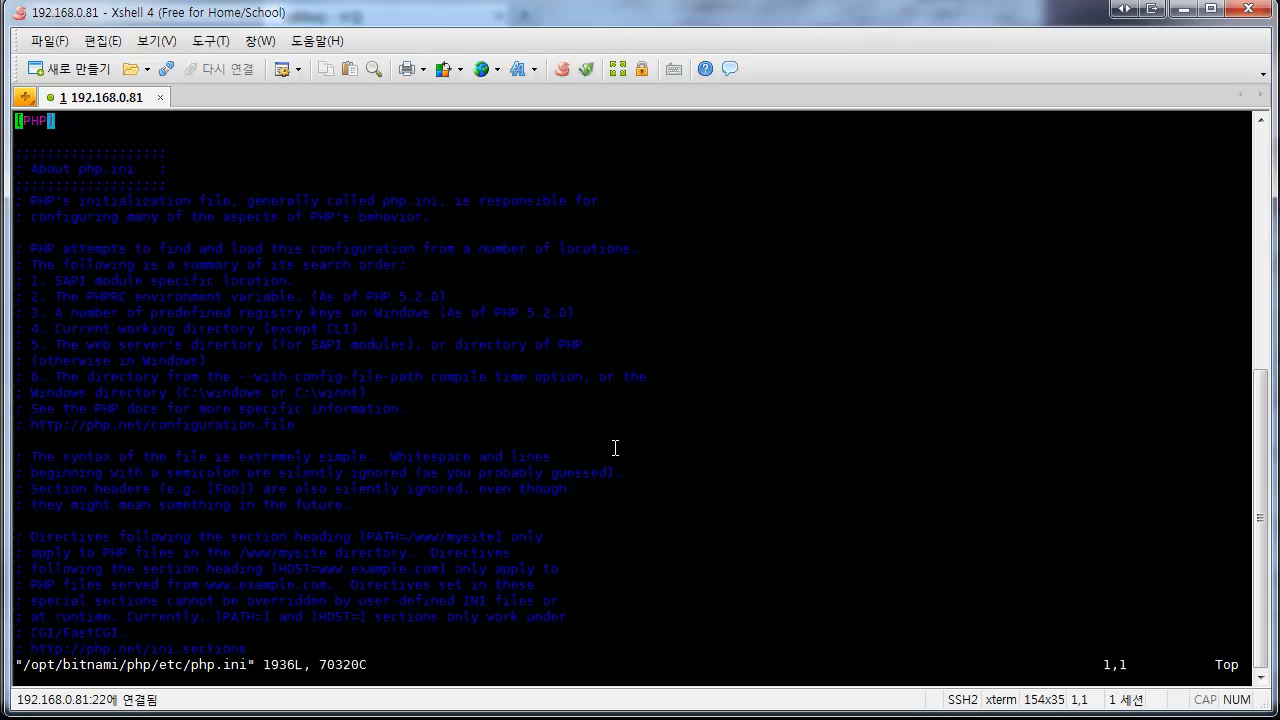 192.168.0.81 - Xshell 4 (Free for Home/School)
파일(F) 편집(E) 보기(V) 도구(T) 창(W) 도움말(H)
새로 만들기 다시 연결
1 192.168.0.81
[PHP]
;;;;;;;;;;;;;;;;;;;
; About php.ini   ;
;;;;;;;;;;;;;;;;;;;
; PHP's initialization file, generally called php.ini, is responsible for
; configuring many of the aspects of PHP's behavior.
; PHP attempts to find and load this configuration from a number of locations.
; The following is a summary of its search order:
; 1. SAPI module specific location.
; 2. The PHPRC environment variable. (As of PHP 5.2.0)
; 3. A number of predefined registry keys on Windows (As of PHP 5.2.0)
; 4. Current working directory (except CLI)
; 5. The web server's directory (for SAPI modules), or directory of PHP
; (otherwise in Windows)
; 6. The directory from the --with-config-file-path compile time option, or the
; Windows directory (C:\windows or C:\winnt)
; See the PHP docs for more specific information.
; http://php.net/configuration.file
; The syntax of the file is extremely simple.  Whitespace and lines
; beginning with a semicolon are silently ignored (as you probably guessed).
; Section headers (e.g. [Foo]) are also silently ignored, even though
; they might mean something in the future.
; Directives following the section heading [PATH=/www/mysite] only
; apply to PHP files in the /www/mysite directory.  Directives
; following the section heading [HOST=www.example.com] only apply to
; PHP files served from www.example.com.  Directives set in these
; special sections cannot be overridden by user-defined INI files or
; at runtime. Currently, [PATH=] and [HOST=] sections only work under
; CGI/FastCGI.
; http://php.net/ini.sections
"/opt/bitnami/php/etc/php.ini" 1936L, 70320C 1,1 Top
192.168.0.81:22에 연결됨 SSH2 xterm 154x35 1,1 1 세션 CAP NUM